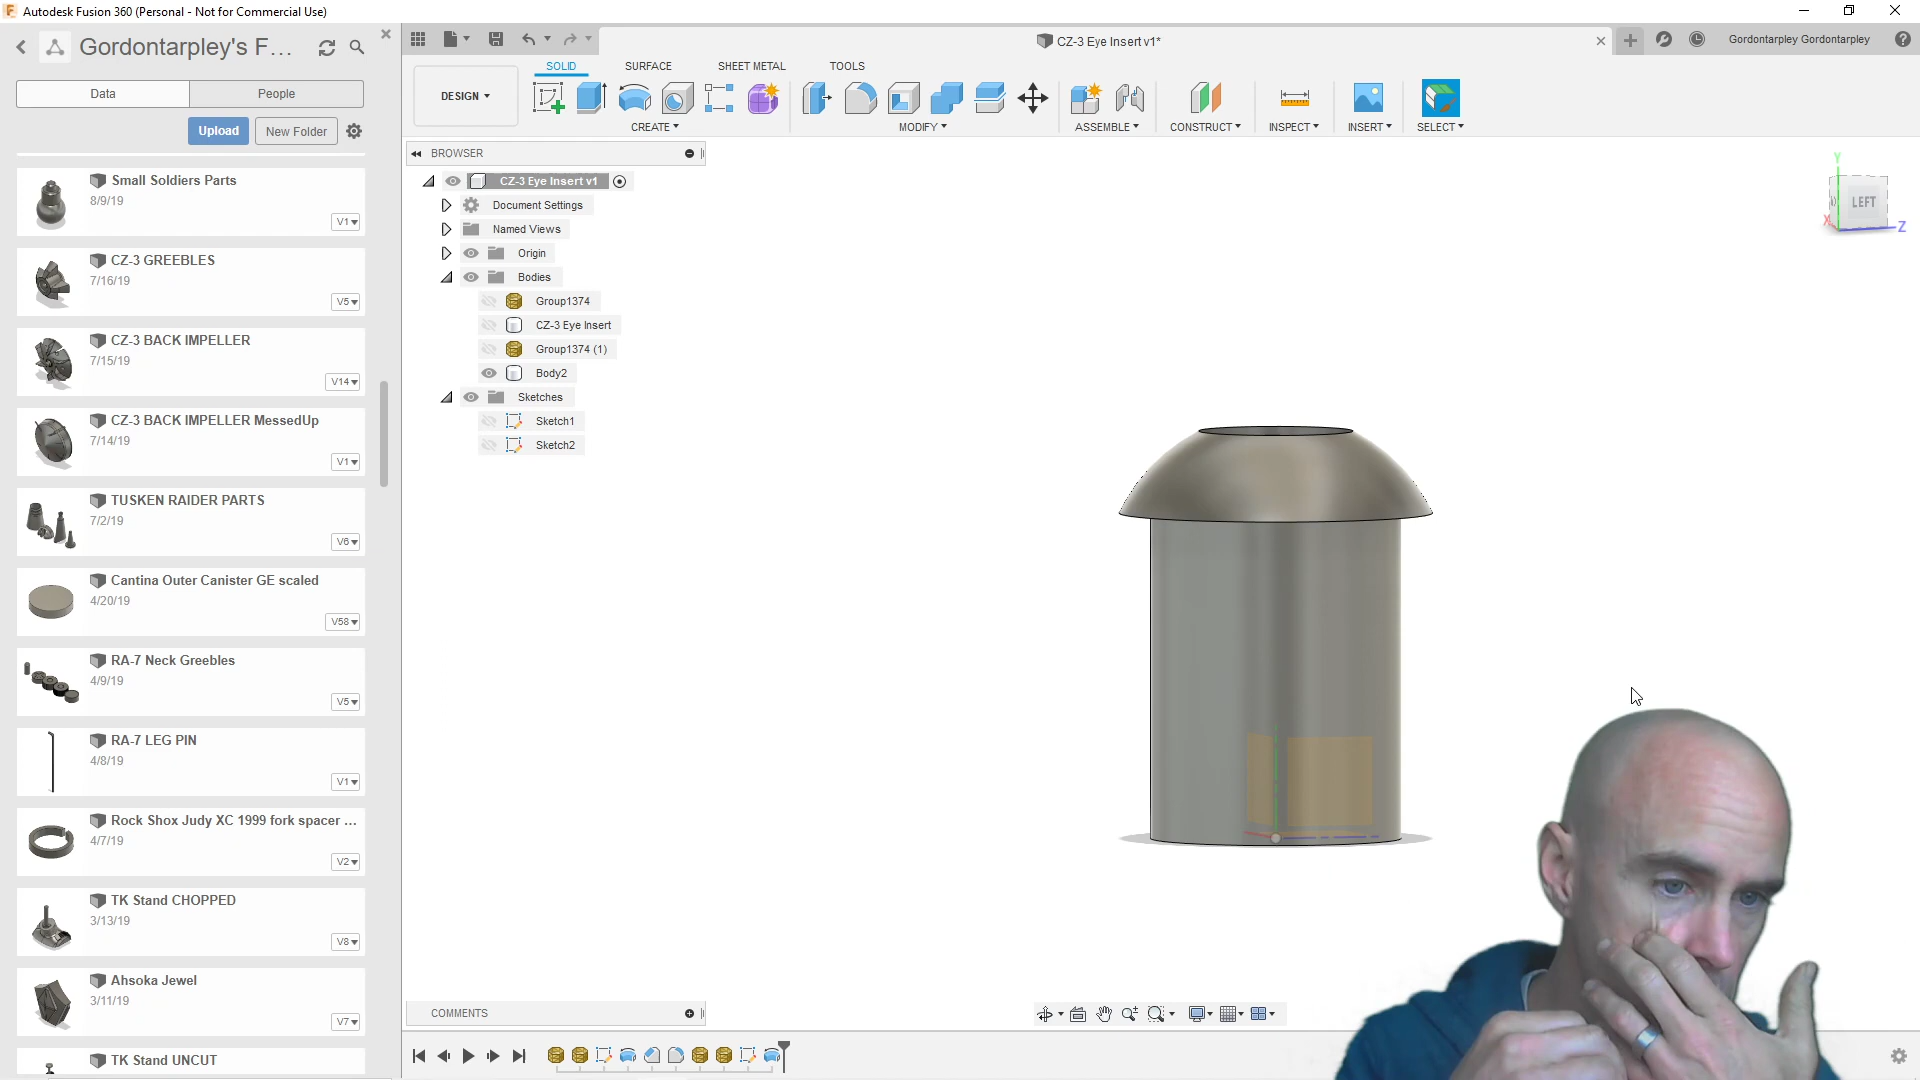 Autodesk Fusion 360 (Personal - Not for Commercial Use)
Gordontarpley's F...
Data
People
Upload
New Folder
Small Soldiers Parts
8/9/19
V1
CZ-3 GREEBLES
7/16/19
V5
CZ-3 BACK IMPELLER
7/15/19
V14
CZ-3 BACK IMPELLER MessedUp
7/14/19
V1
TUSKEN RAIDER PARTS
7/2/19
V6
Cantina Outer Canister GE scaled
4/20/19
V58
RA-7 Neck Greebles
4/9/19
V5
RA-7 LEG PIN
4/8/19
V1
Rock Shox Judy XC 1999 fork spacer ...
4/7/19
V2
TK Stand CHOPPED
3/13/19
V8
Ahsoka Jewel
3/11/19
V7
TK Stand UNCUT
CZ-3 Eye Insert v1*
Gordontarpley Gordontarpley
DESIGN
SOLID
SURFACE
SHEET METAL
TOOLS
CREATE
MODIFY
ASSEMBLE
CONSTRUCT
INSPECT
INSERT
SELECT
BROWSER
CZ-3 Eye Insert v1
Document Settings
Named Views
Origin
Bodies
Group1374
CZ-3 Eye Insert
Group1374 (1)
Body2
Sketches
Sketch1
Sketch2
Y
LEFT
X
Z
COMMENTS